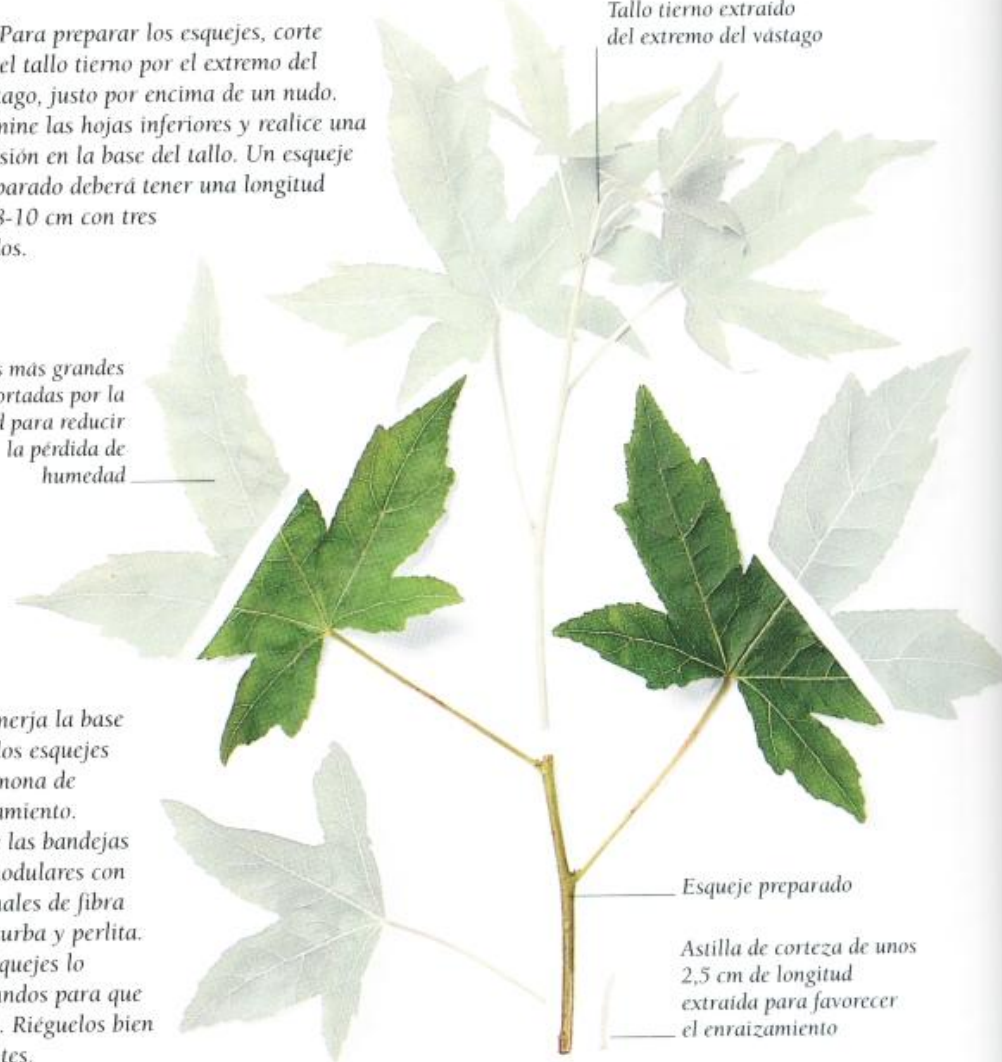 Para preparar los esquejes, corte
el tallo tierno por el extremo del
tago, justo por encima de un nudo.
mine las hojas inferiores y realice una
sión en la base del tallo. Un esqueje
parado deberá tener una longitud
8-10 cm con tres
los.
Tallo tierno extraído
del extremo del vástago
s más grandes
ortadas por la
d para reducir
la pérdida de
humedad
merja la base
los esquejes
mona de
amiento.
las bandejas
odulares con
ales de fibra
urba y perlita.
quejes lo
ndos para que
. Riéguelos bien
tes.
Esqueje preparado
Astilla de corteza de unos
2,5 cm de longitud
extraída para favorecer
el enraizamiento